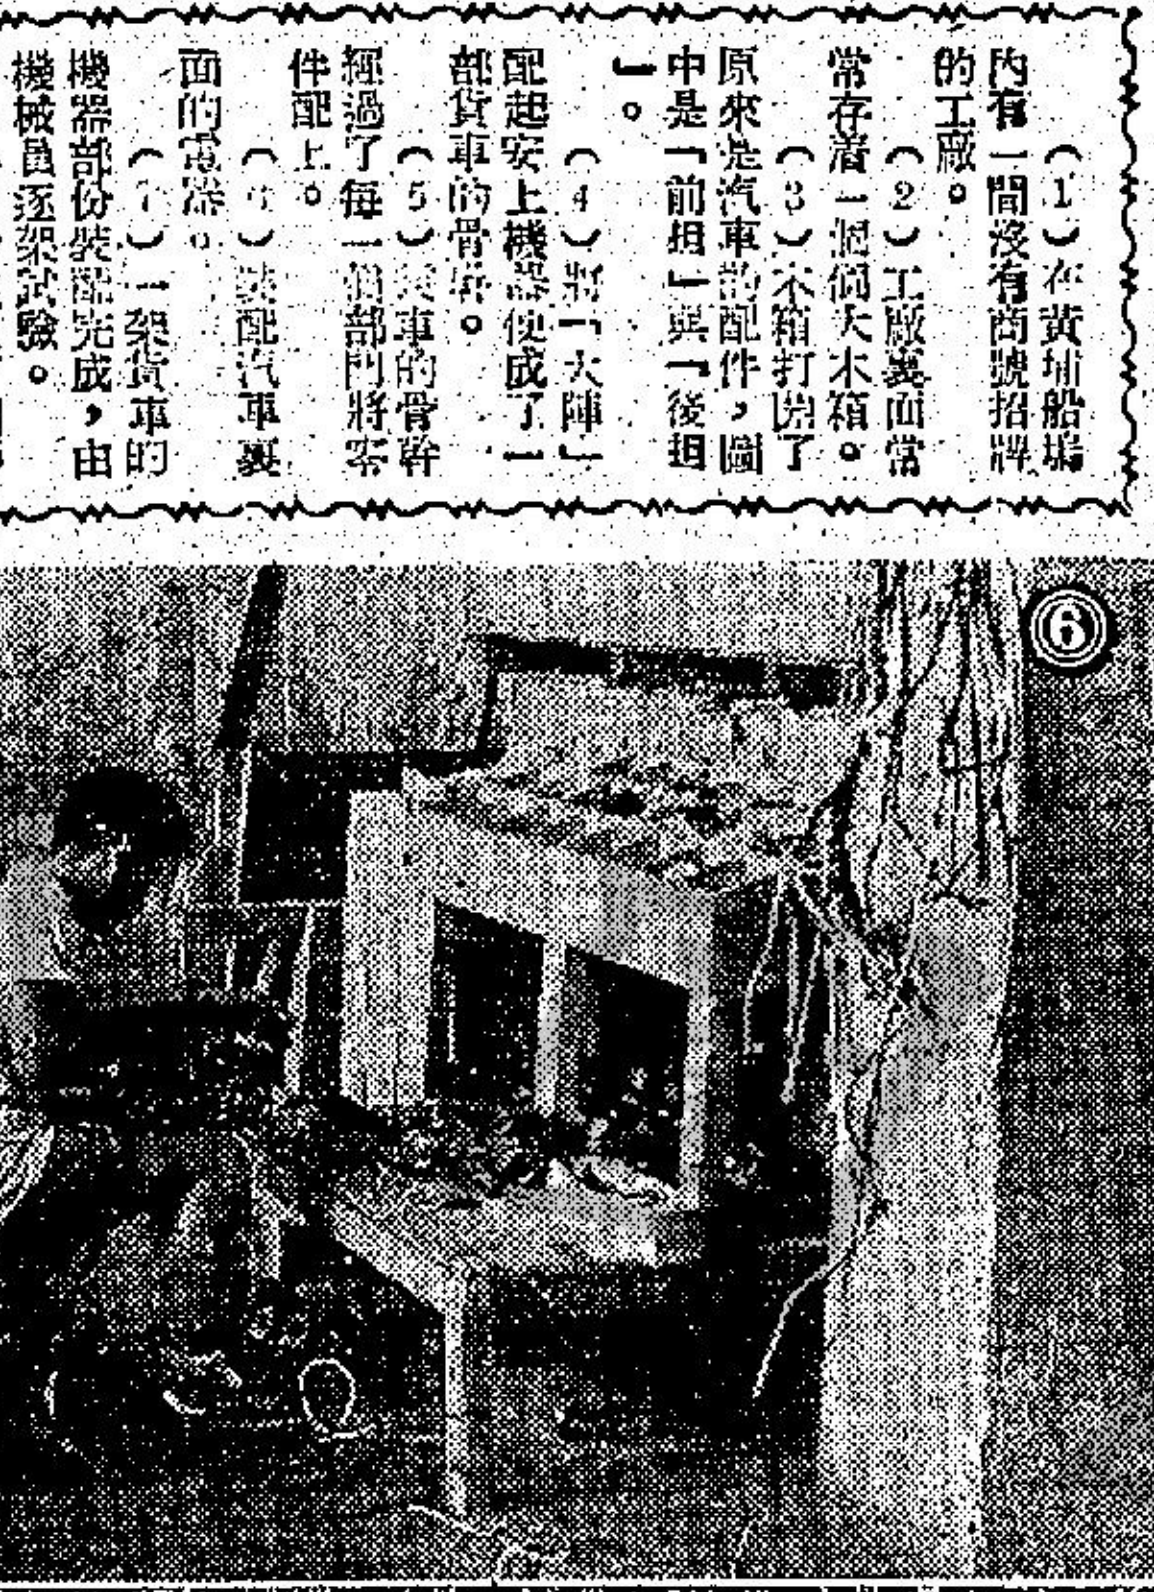 （1）在黃埔船塢
內有一間沒有商號招牌
的工廠。
（2）工廠裏面常
常存着一個個大木箱。
（3）木箱打開了
原來是汽車的配件，圖
中是「前担」與「後担
」。
（4）將「大陣」
配起安上機器便成了一
部貨車的骨幹。
（5）車的骨幹
經過了每一個部門將零
件配上。
（6）裝配汽車裏
面的電器。
（7）一架貨車的
機器部份裝配完成，由
機械員逐架試驗。
6